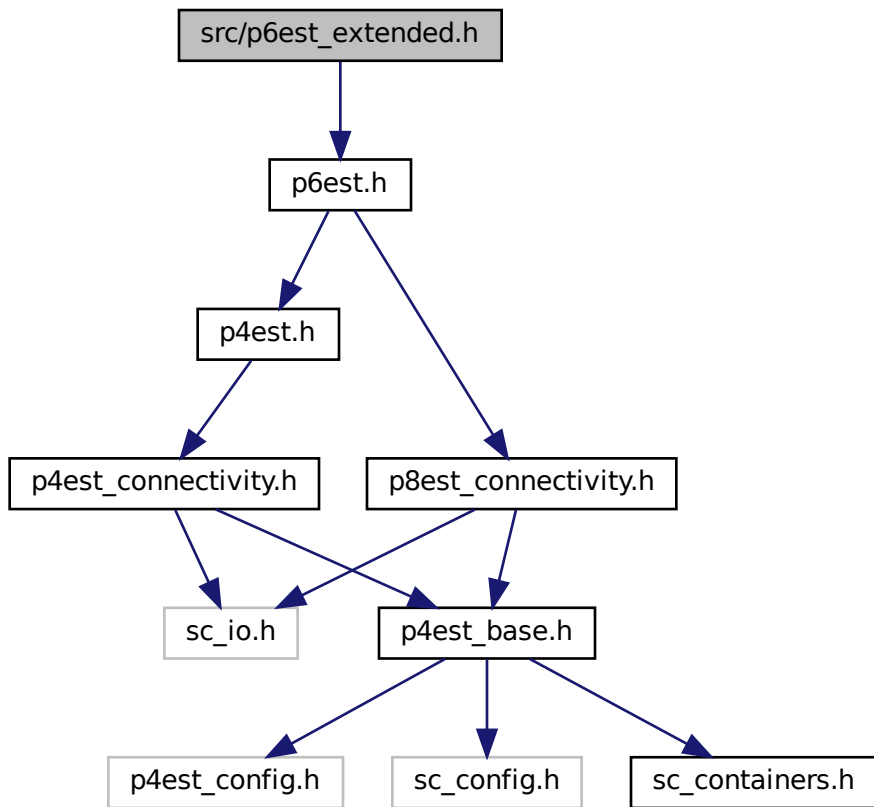 src/p6est_extended.h
p6est.h
p4est.h
p4est_connectivity.h
p8est_connectivity.h
sc_io.h
p4est_base.h
p4est_config.h
sc_config.h
sc_containers.h